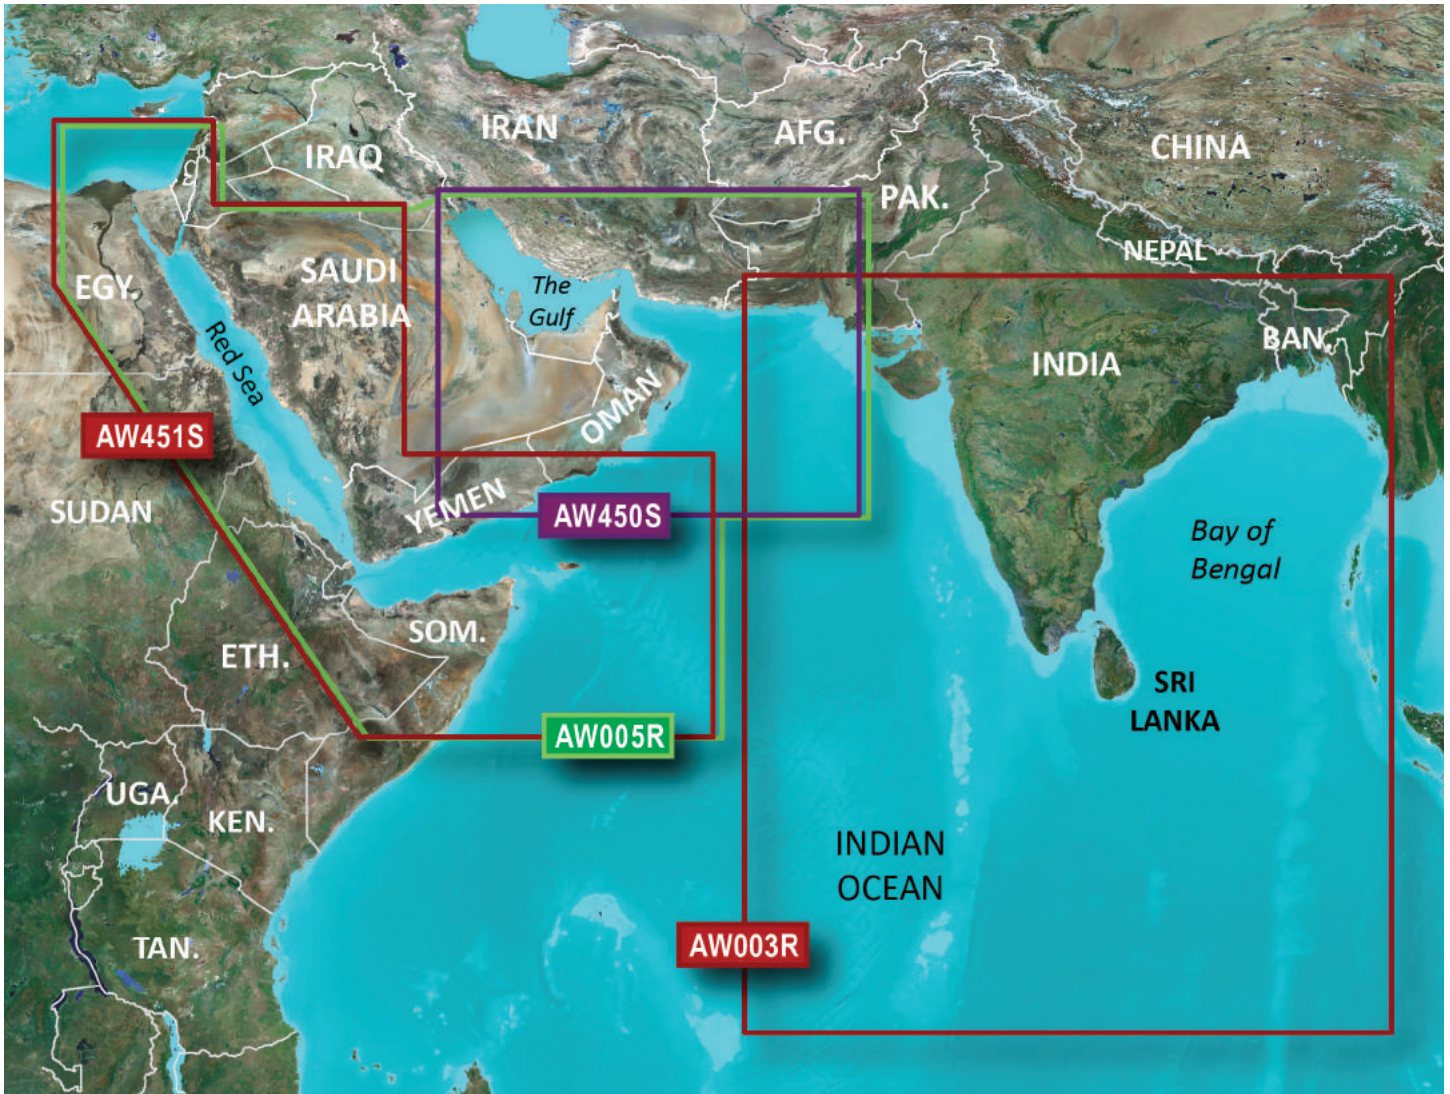 IRAN
AFG.
CHINA
IRAQ
PAK.
NEPAL
SAUDI
ARABIA
EGY.
The
Gulf
Red Sea
BAN.
INDIA
OMAN
AW451S
SUDAN
YEMEN
AW450S
Bay of
Bengal
SOM.
ETH.
SRI
LANKA
AW005R
UGA.
KEN.
INDIAN
OCEAN
TAN.
AW003R